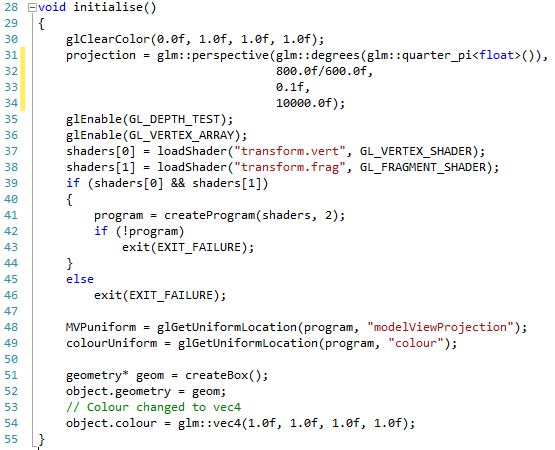 28 void initialise()
29 {
30 glClearColor(0.0f, 1.0f, 1.0f, 1.0f);
31 projection = glm::perspective(glm::degrees(glm::quarter_pi<float>()),
32 800.0f/600.0f,
33 0.1f,
34 10000.0f);
35 glEnable(GL_DEPTH_TEST);
36 glEnable(GL_VERTEX_ARRAY);
37 shaders[0] = loadShader("transform.vert", GL_VERTEX_SHADER);
38 shaders[1] = loadShader("transform.frag", GL_FRAGMENT_SHADER);
39 if (shaders[0] && shaders[1])
40 {
41 program = createProgram(shaders, 2);
42 if (!program)
43 exit(EXIT_FAILURE);
44 }
45 else
46 exit(EXIT_FAILURE);
47
48 MVPuniform = glGetUniformLocation(program, "modelViewProjection");
49 colourUniform = glGetUniformLocation(program, "colour");
50
51 geometry* geom = createBox();
52 object.geometry = geom;
53 // Colour changed to vec4
54 object.colour = glm::vec4(1.0f, 1.0f, 1.0f, 1.0f);
55 }